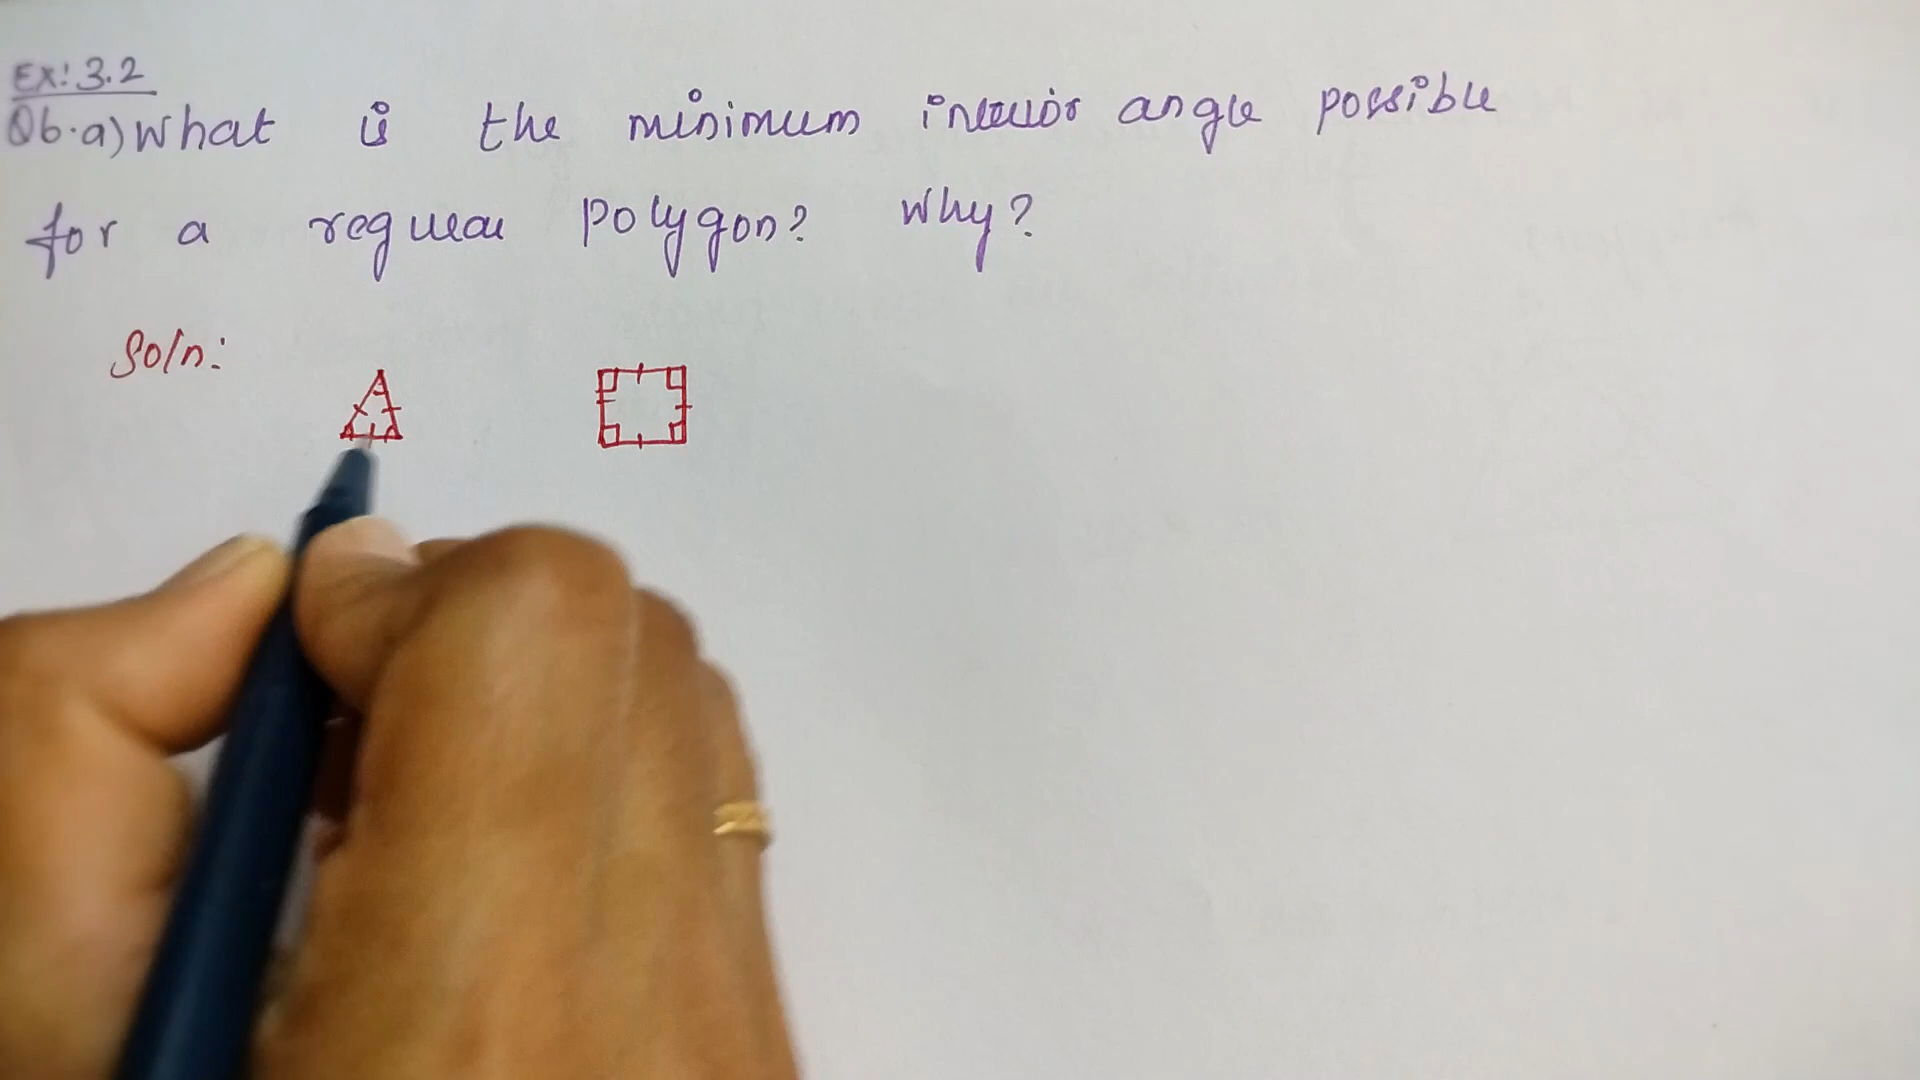 Ex: 3.2
Q6.a) What is the minimum interior angle possible
for a regular polygon? Why?
Soln: